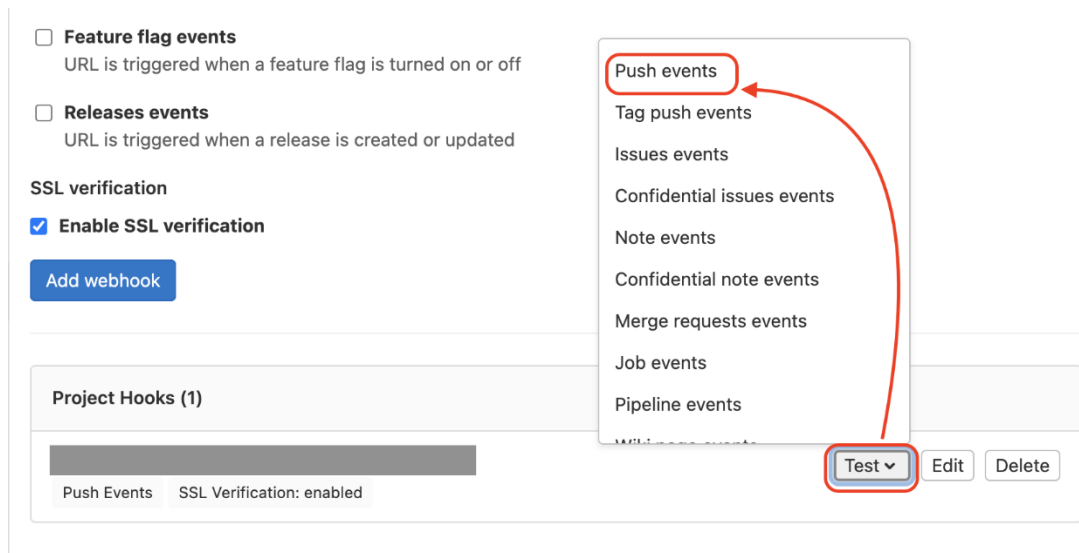 Feature flag events
URL is triggered when a feature flag is turned on or off
Releases events
URL is triggered when a release is created or updated
SSL verification
Enable SSL verification
Add webhook
Push events
Tag push events
Issues events
Confidential issues events
Note events
Confidential note events
Merge requests events
Job events
Pipeline events
Wiki page events
Project Hooks (1)
Test Edit Delete
Push Events SSL Verification: enabled